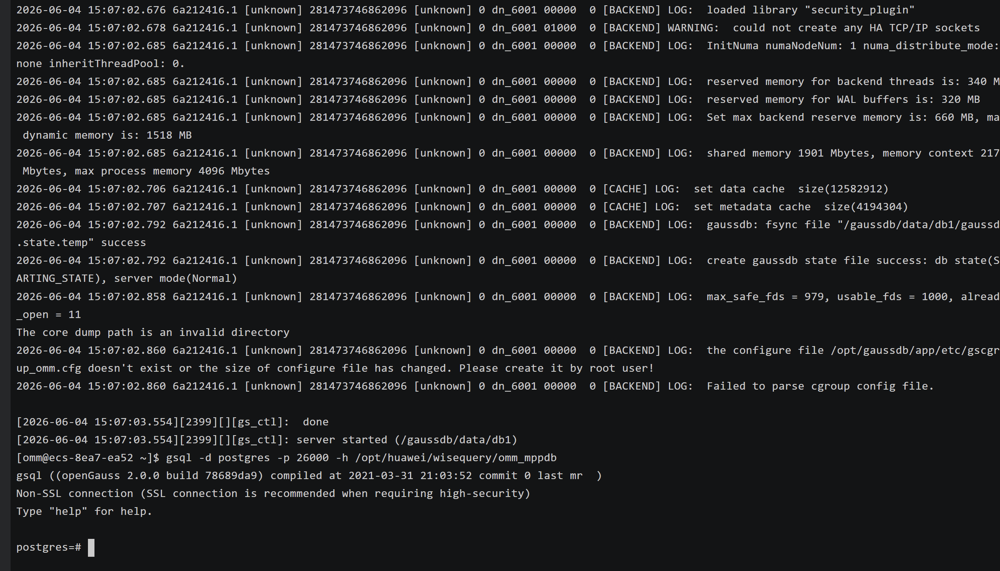 2026-06-04 15:07:02.676 6a212416.1 [unknown] 281473746862096 [unknown] 0 dn_6001 00000  0 [BACKEND] LOG:  loaded library "security_plugin"
2026-06-04 15:07:02.678 6a212416.1 [unknown] 281473746862096 [unknown] 0 dn_6001 01000  0 [BACKEND] WARNING:  could not create any HA TCP/IP sockets
2026-06-04 15:07:02.685 6a212416.1 [unknown] 281473746862096 [unknown] 0 dn_6001 00000  0 [BACKEND] LOG:  InitNuma numaNodeNum: 1 numa_distribute_mode:
none inheritThreadPool: 0.
2026-06-04 15:07:02.685 6a212416.1 [unknown] 281473746862096 [unknown] 0 dn_6001 00000  0 [BACKEND] LOG:  reserved memory for backend threads is: 340 M
2026-06-04 15:07:02.685 6a212416.1 [unknown] 281473746862096 [unknown] 0 dn_6001 00000  0 [BACKEND] LOG:  reserved memory for WAL buffers is: 320 MB
2026-06-04 15:07:02.685 6a212416.1 [unknown] 281473746862096 [unknown] 0 dn_6001 00000  0 [BACKEND] LOG:  Set max backend reserve memory is: 660 MB, ma
 dynamic memory is: 1518 MB
2026-06-04 15:07:02.685 6a212416.1 [unknown] 281473746862096 [unknown] 0 dn_6001 00000  0 [BACKEND] LOG:  shared memory 1901 Mbytes, memory context 217
 Mbytes, max process memory 4096 Mbytes
2026-06-04 15:07:02.706 6a212416.1 [unknown] 281473746862096 [unknown] 0 dn_6001 00000  0 [CACHE] LOG:  set data cache  size(12582912)
2026-06-04 15:07:02.707 6a212416.1 [unknown] 281473746862096 [unknown] 0 dn_6001 00000  0 [CACHE] LOG:  set metadata cache  size(4194304)
2026-06-04 15:07:02.792 6a212416.1 [unknown] 281473746862096 [unknown] 0 dn_6001 00000  0 [BACKEND] LOG:  gaussdb: fsync file "/gaussdb/data/db1/gaussd
.state.temp" success
2026-06-04 15:07:02.792 6a212416.1 [unknown] 281473746862096 [unknown] 0 dn_6001 00000  0 [BACKEND] LOG:  create gaussdb state file success: db state(S
ARTING_STATE), server mode(Normal)
2026-06-04 15:07:02.858 6a212416.1 [unknown] 281473746862096 [unknown] 0 dn_6001 00000  0 [BACKEND] LOG:  max_safe_fds = 979, usable_fds = 1000, alread
_open = 11
The core dump path is an invalid directory
2026-06-04 15:07:02.860 6a212416.1 [unknown] 281473746862096 [unknown] 0 dn_6001 00000  0 [BACKEND] LOG:  the configure file /opt/gaussdb/app/etc/gscgr
up_omm.cfg doesn't exist or the size of configure file has changed. Please create it by root user!
2026-06-04 15:07:02.860 6a212416.1 [unknown] 281473746862096 [unknown] 0 dn_6001 00000  0 [BACKEND] LOG:  Failed to parse cgroup config file.
[2026-06-04 15:07:03.554][2399][][gs_ctl]:  done
[2026-06-04 15:07:03.554][2399][][gs_ctl]: server started (/gaussdb/data/db1)
[omm@ecs-8ea7-ea52 ~]$ gsql -d postgres -p 26000 -h /opt/huawei/wisequery/omm_mppdb
gsql ((openGauss 2.0.0 build 78689da9) compiled at 2021-03-31 21:03:52 commit 0 last mr  )
Non-SSL connection (SSL connection is recommended when requiring high-security)
Type "help" for help.
postgres=#